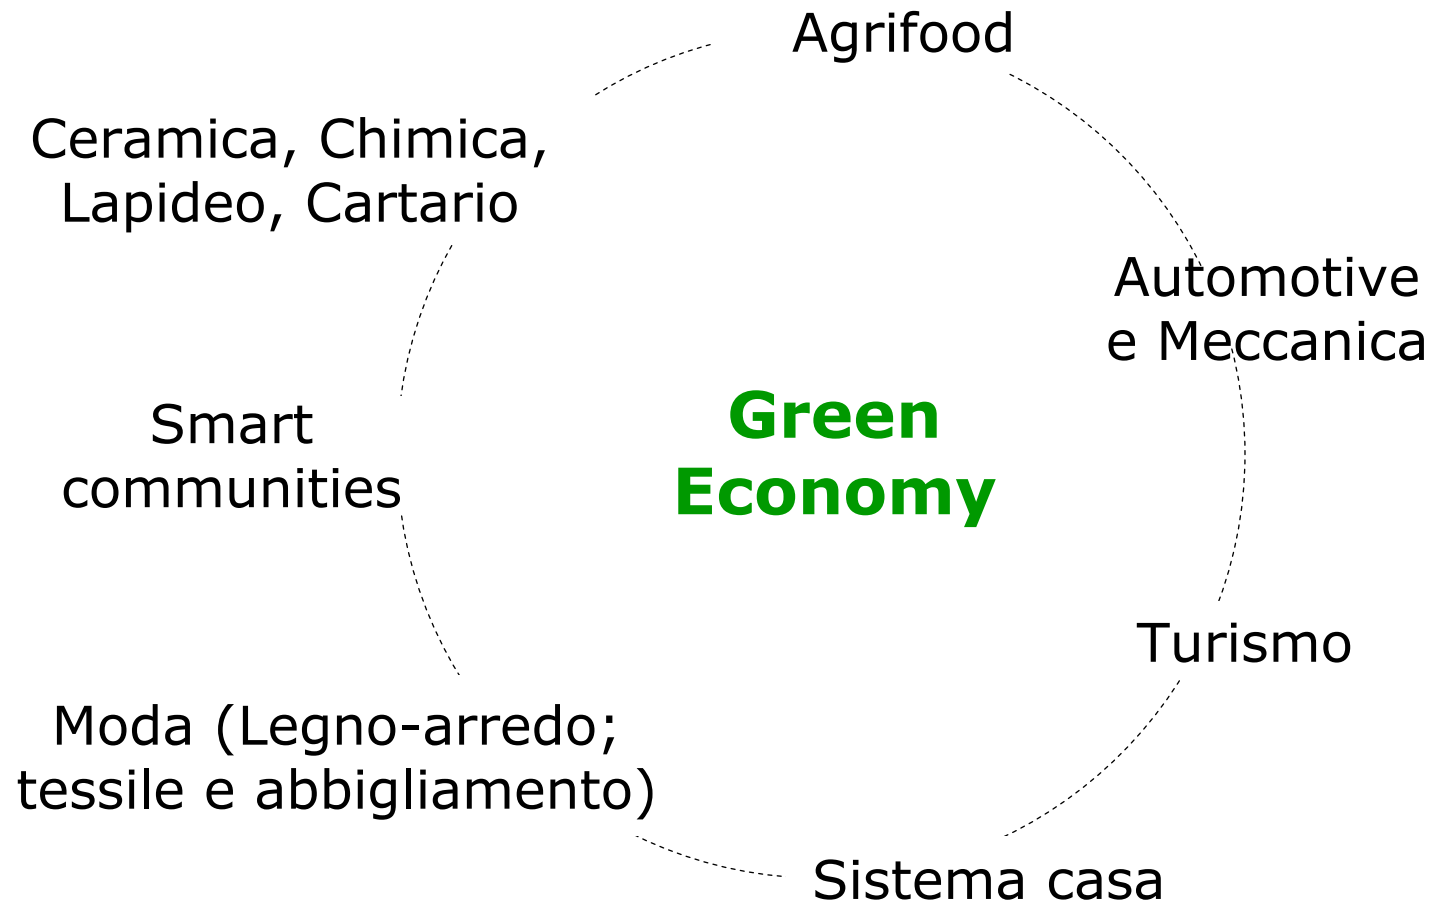 Agrifood
Ceramica, Chimica,
Lapideo, Cartario
Automotive
e Meccanica
Green
Economy
Smart
communities
Turismo
Moda (Legno-arredo;
tessile e abbigliamento)
Sistema casa